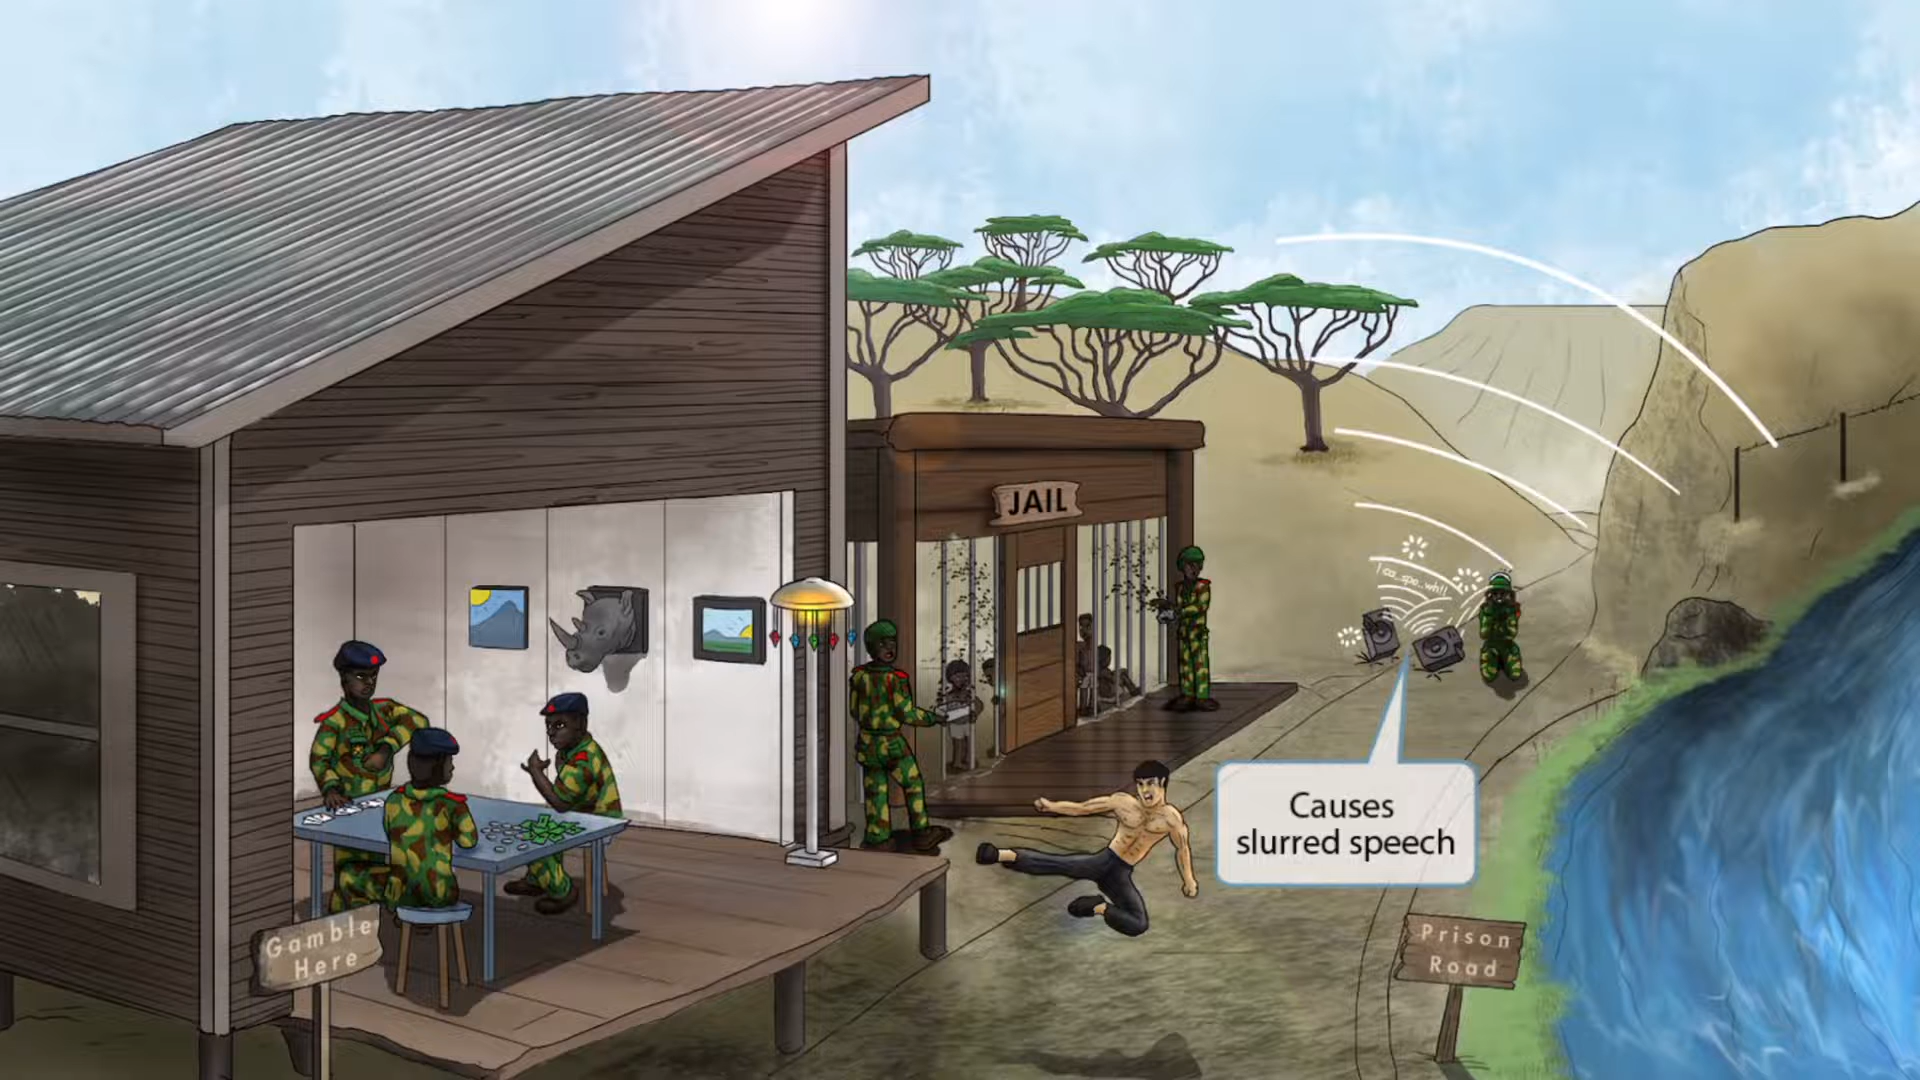 JAIL
Causes
slurred speech
Gamble
Here
Prison
Road